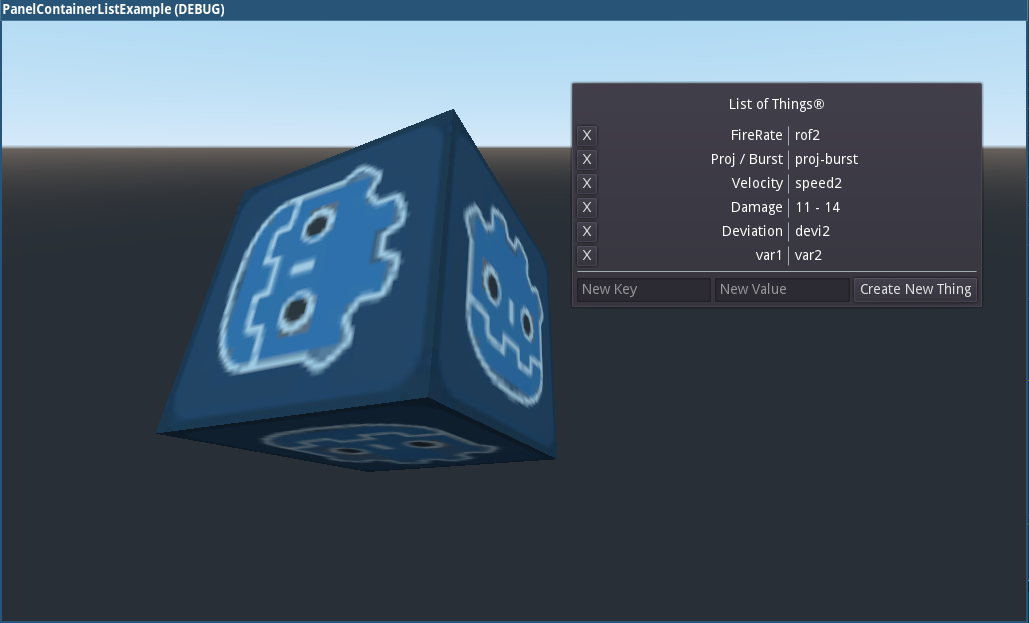 PanelContainerListExample (DEBUG)
List of Things®
X FireRate rof2
X Proj / Burst proj-burst
X Velocity speed2
X Damage 11 - 14
X Deviation devi2
X var1 var2
New Key New Value Create New Thing